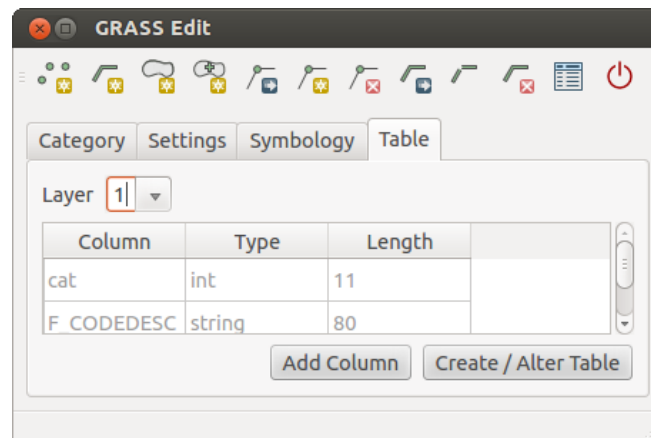 GRASS Edit
Category Settings Symbology Table
Layer 1
Column Type Length
cat int 11
F_CODEDESC string 80
Add Column Create / Alter Table